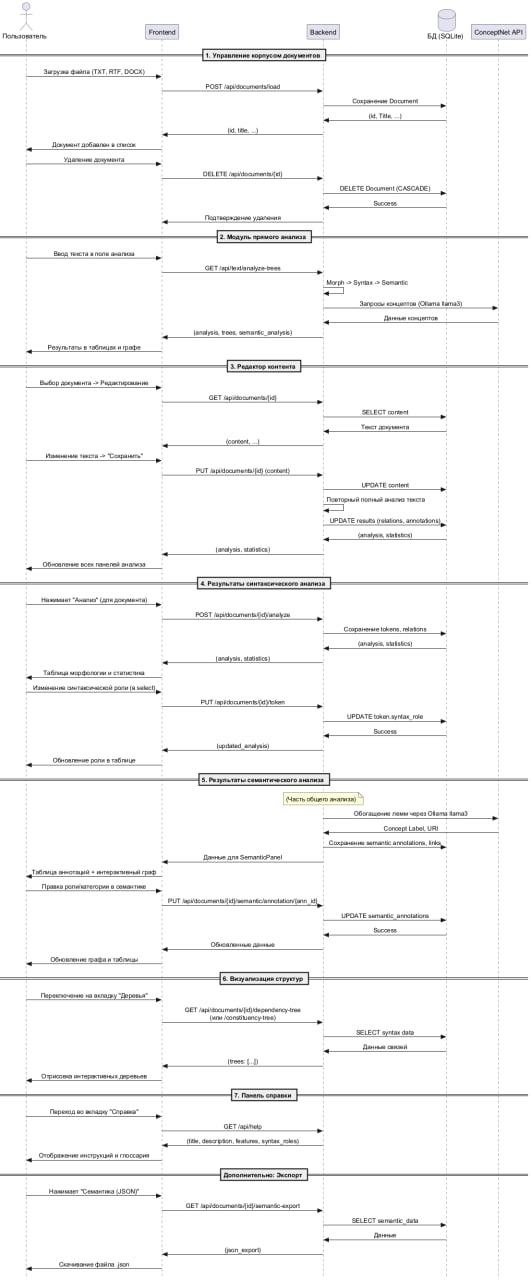 Пользователь
Frontend
Backend
БД (SQLite)
ConceptNet API
1. Управление корпусом документов
Загрузка файла (TXT, RTF, DOCX)
POST /api/documents/load
Сохранение Document
(id, Title, ...)
(id, title, ...)
Документ добавлен в список
Удаление документа
DELETE /api/documents/{id}
DELETE Document (CASCADE)
Success
Подтверждение удаления
2. Модуль прямого анализа
Ввод текста в поле анализа
GET /api/text/analyze-trees
Morph -> Syntax -> Semantic
Запросы концептов (Ollama llama3)
Данные концептов
(analysis, trees, semantic_analysis)
Результаты в таблицах и графе
3. Редактор контента
Выбор документа -> Редактирование
GET /api/documents/{id}
SELECT content
Текст документа
(content, ...)
Изменение текста -> "Сохранить"
PUT /api/documents/{id} (content)
UPDATE content
Повторный полный анализ текста
UPDATE results (relations, annotations)
(analysis, statistics)
(analysis, statistics)
Обновление всех панелей анализа
4. Результаты синтаксического анализа
Нажимает "Анализ" (для документа)
POST /api/documents/{id}/analyze
Сохранение tokens, relations
(analysis, statistics)
(analysis, statistics)
Таблица морфологии и статистика
Изменение синтаксической роли (в select)
PUT /api/documents/{id}/token
UPDATE token.syntax_role
Success
(updated_analysis)
Обновление роли в таблице
5. Результаты семантического анализа
(Часть общего анализа)
Обогащение лемм через Ollama llama3
Concept Label, URI
Сохранение semantic annotations, links
Данные для SemanticPanel
Таблица аннотаций + интерактивный граф
Правка роли/категории в семантике
PUT /api/documents/{id}/semantic/annotation/{ann_id}
UPDATE semantic_annotations
Success
Обновленные данные
Обновление графа и таблицы
6. Визуализация структур
Переключение на вкладку "Деревья"
GET /api/documents/{id}/dependency-tree
(или /constituency-tree)
SELECT syntax data
Данные связей
(trees: [...])
Отрисовка интерактивных деревьев
7. Панель справки
Переход во вкладку "Справка"
GET /api/help
(title, description, features, syntax_roles)
Отображение инструкций и глоссария
Дополнительно: Экспорт
Нажимает "Семантика (JSON)"
GET /api/documents/{id}/semantic-export
SELECT semantic_data
Данные
(json_export)
Скачивание файла .json